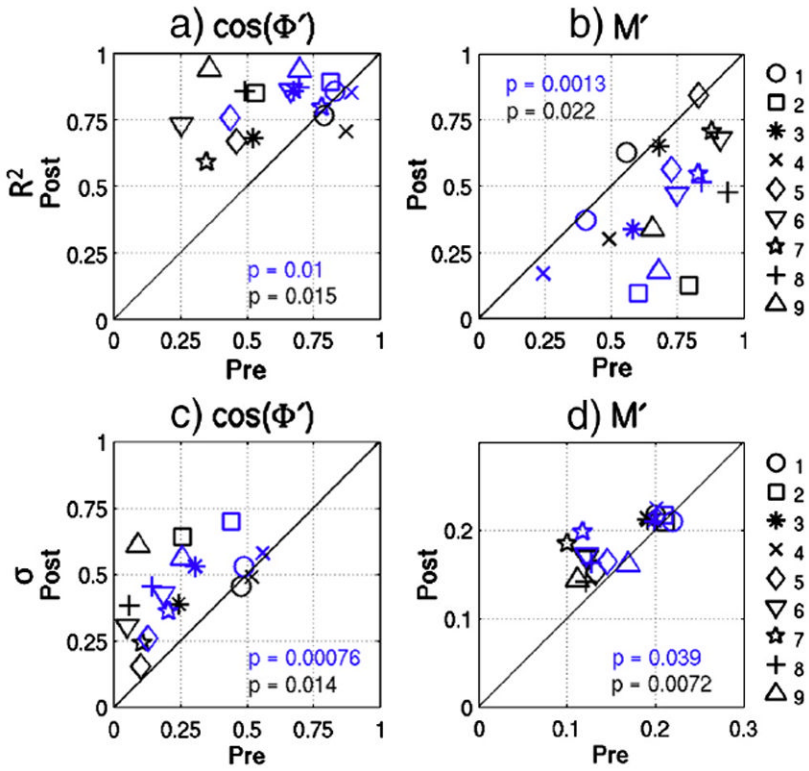 a) cos(Φ′)
1
0.75
0.5
0.25
0
R2
Post
p = 0.01
p = 0.015
0 0.25 0.5 0.75 1
Pre
b) M′
1
0.75
0.5
0.25
0
Post
p = 0.0013
p = 0.022
0 0.25 0.5 0.75 1
Pre
1
2
3
4
5
6
7
8
9
c) cos(Φ′)
1
0.75
0.5
0.25
0
σ
Post
p = 0.00076
p = 0.014
0 0.25 0.5 0.75 1
Pre
d) M′
0.2
0.1
0
Post
p = 0.039
p = 0.0072
0 0.1 0.2 0.3
Pre
1
2
3
4
5
6
7
8
9